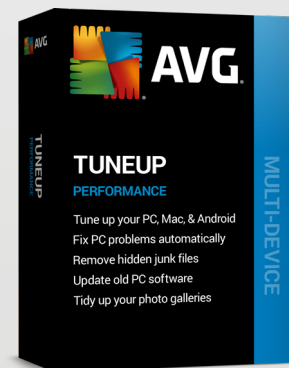 AVG
AVG.
TUNEUP
PERFORMANCE
TUNEUP
PERFORMANCE
Tune up your PC, Mac, & Android
Fix PC problems automatically
Remove hidden junk files
Update old PC software
Tidy up your photo galleries
MULTI-DEVICE